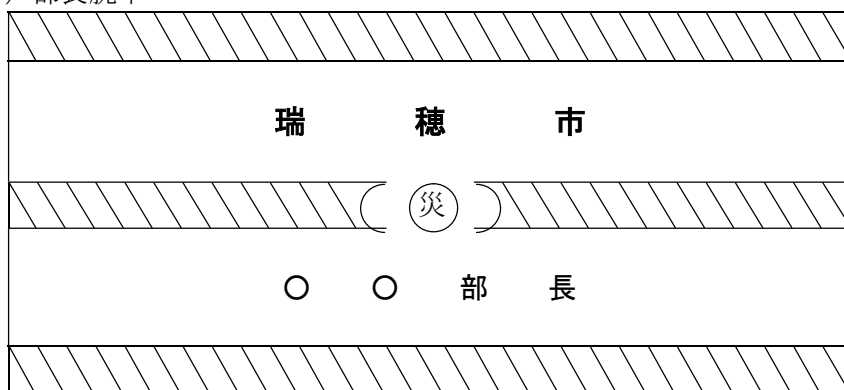 瑞 穂 市
災
○ ○ 部 長